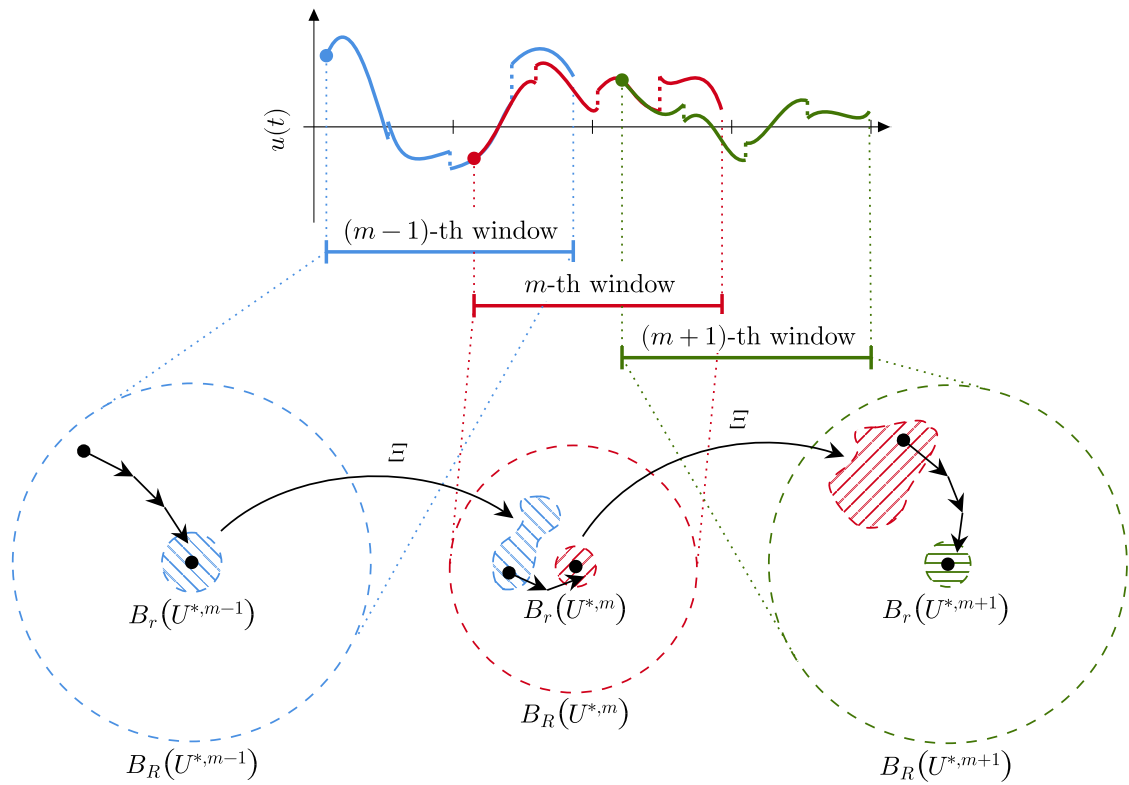 u(t)
(m − 1)-th window
m-th window
(m + 1)-th window
Ξ
Ξ
B_r(U^{*,m−1})
B_r(U^{*,m})
B_r(U^{*,m+1})
B_R(U^{*,m})
B_R(U^{*,m−1})
B_R(U^{*,m+1})